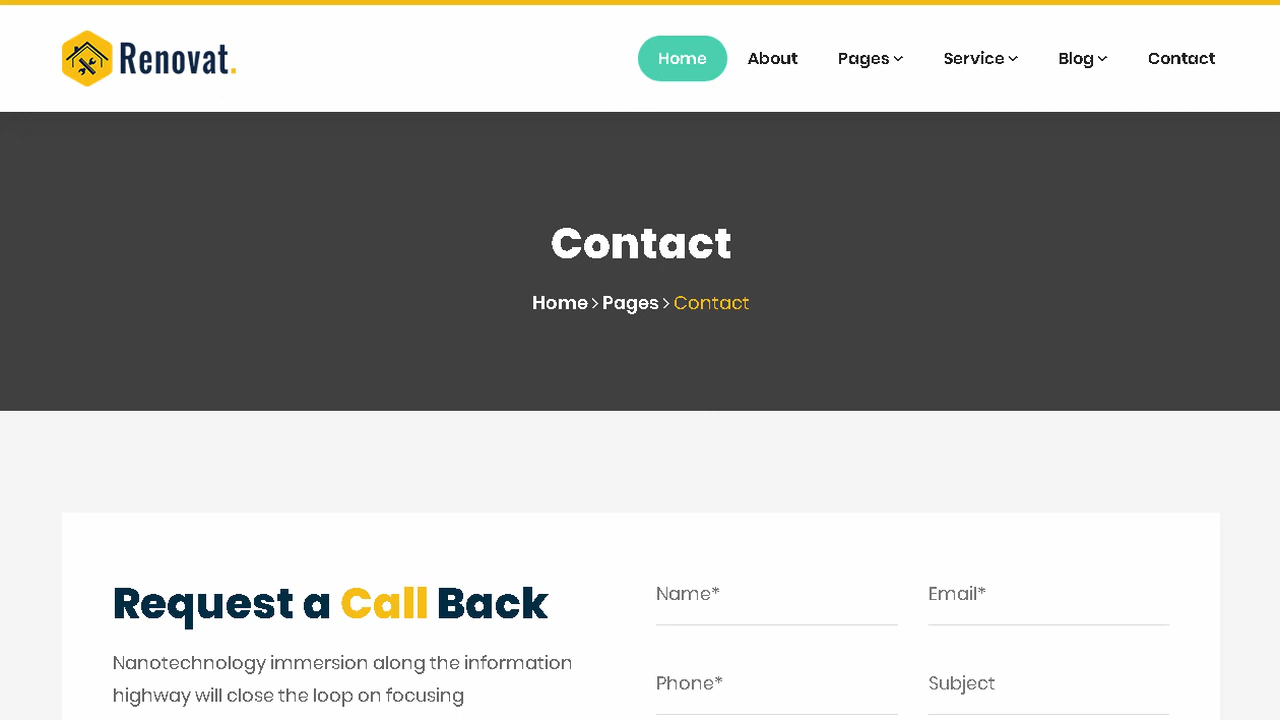 Renovat.
Home About Pages Service Blog Contact
Contact
Home > Pages > Contact
Request a Call Back
Nanotechnology immersion along the information
highway will close the loop on focusing
Name* Email*
Phone* Subject